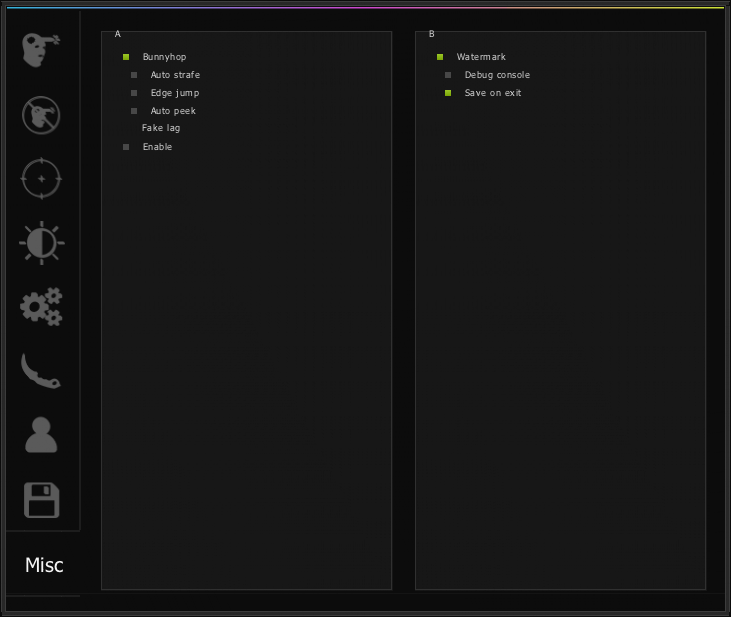 A
Bunnyhop
Auto strafe
Edge jump
Auto peek
Fake lag
Enable
B
Watermark
Debug console
Save on exit
Misc